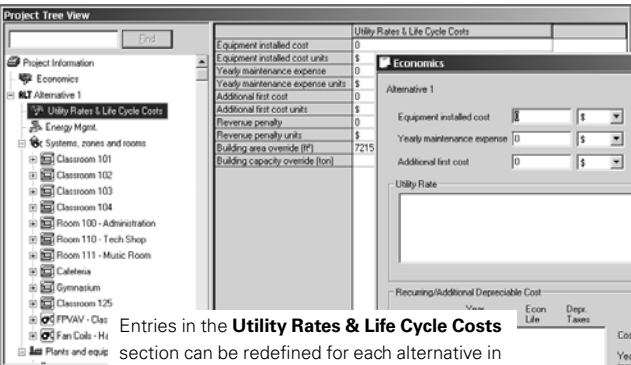 Project Tree View
Find
Project Information
Economics
ALT Alternative 1
Utility Rates & Life Cycle Costs
Energy Mgmt.
Systems, zones and rooms
Classroom 101
Classroom 102
Classroom 103
Classroom 104
Room 100 - Administration
Room 110 - Tech Shop
Room 111 - Music Room
Cafeteria
Gymnasium
Classroom 125
FPVAV - Clas
Fan Coils - Ha
Plants and equip
Utility Rates & Life Cycle Costs
Equipment installed cost 0
Equipment installed cost units $
Yearly maintenance expense 0
Yearly maintenance expense units $
Additional first cost 0
Additional first cost units $
Revenue penalty 0
Revenue penalty units $
Building area override (ft²) 7215
Building capacity override (ton)
Economics
Alternative 1
Equipment installed cost 0 $
Yearly maintenance expense 0 $
Additional first cost 0 $
Utility Rate
Recurring/Additional Depreciable Cost
Econ Depr.
Life Taxes
Entries in the Utility Rates & Life Cycle Costs
section can be redefined for each alternative in